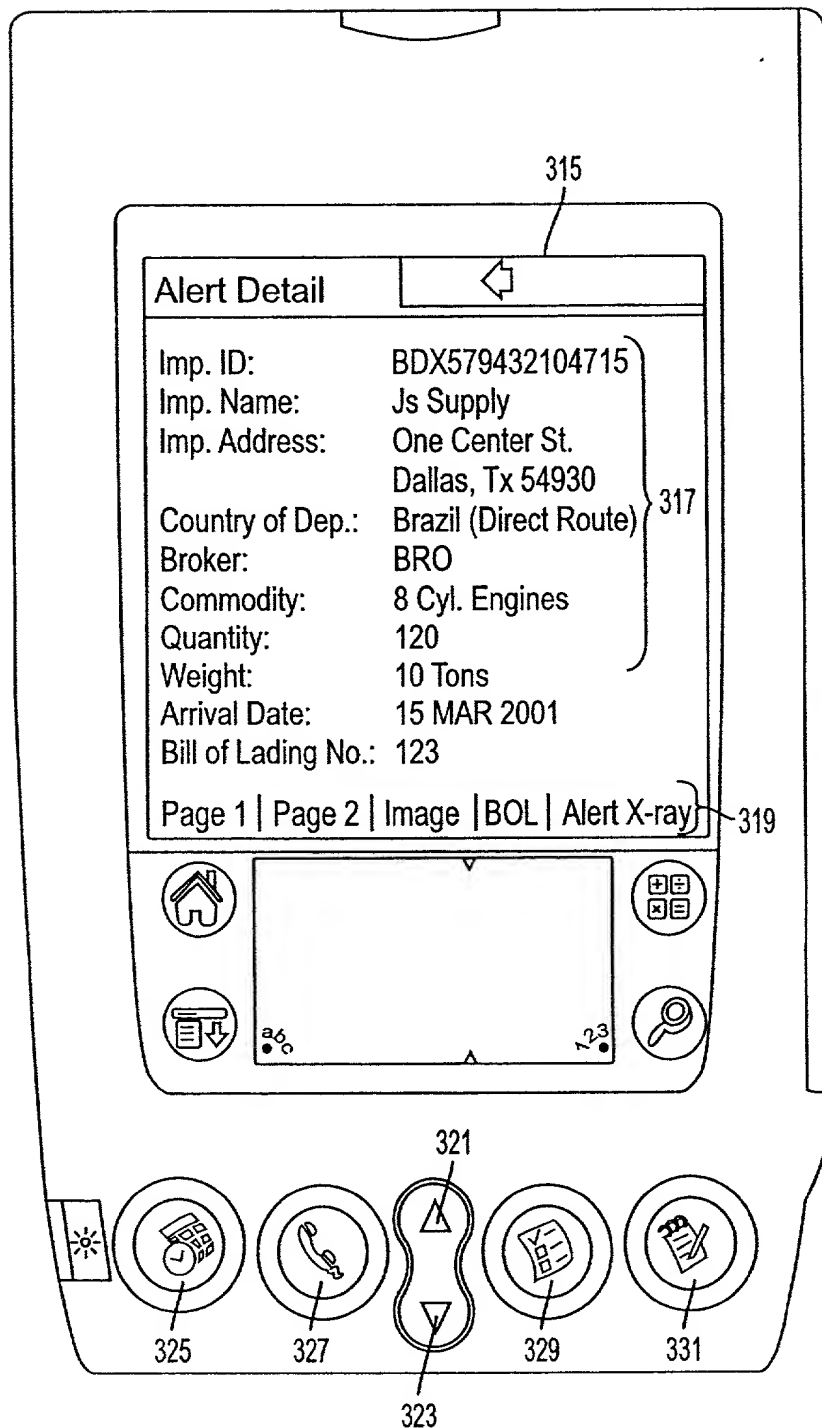 315
Alert Detail
Imp. ID: BDX579432104715
Imp. Name: Js Supply
Imp. Address: One Center St.
Dallas, Tx 54930
317
Country of Dep.: Brazil (Direct Route)
Broker: BRO
Commodity: 8 Cyl. Engines
Quantity: 120
Weight: 10 Tons
Arrival Date: 15 MAR 2001
Bill of Lading No.: 123
Page 1 | Page 2 | Image | BOL | Alert X-ray
319
+ ÷
× =
abc 123
321
325 327 329 331
323